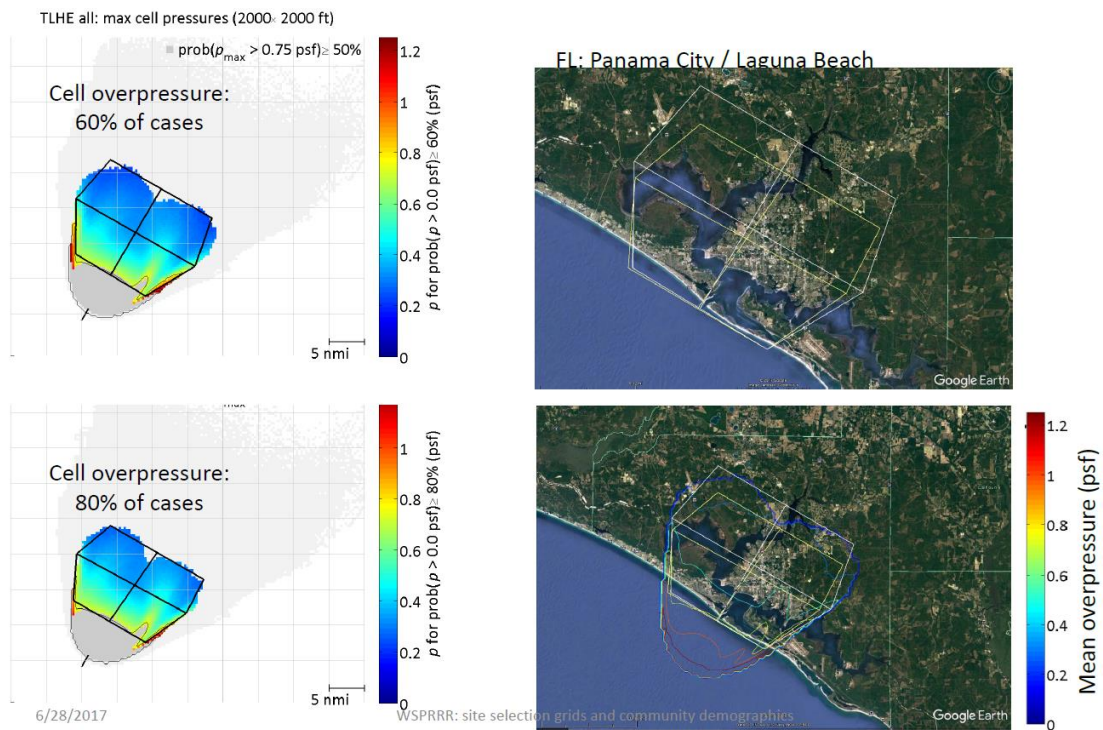 TLHE all: max cell pressures (2000× 2000 ft)
prob(p_max > 0.75 psf) ≥ 50%
Cell overpressure:
60% of cases
1.2
1
0.8
0.6
0.4
0.2
0
p for prob(p > 0.0 psf) ≥ 60% (psf)
5 nmi
FL: Panama City / Laguna Beach
Google Earth
max
Cell overpressure:
80% of cases
1
0.8
0.6
0.4
0.2
0
p for prob(p > 0.0 psf) ≥ 80% (psf)
5 nmi
Google Earth
1.2
1
0.8
0.6
0.4
0.2
0
Mean overpressure (psf)
6/28/2017
WSPRRR: site selection grids and community demographics